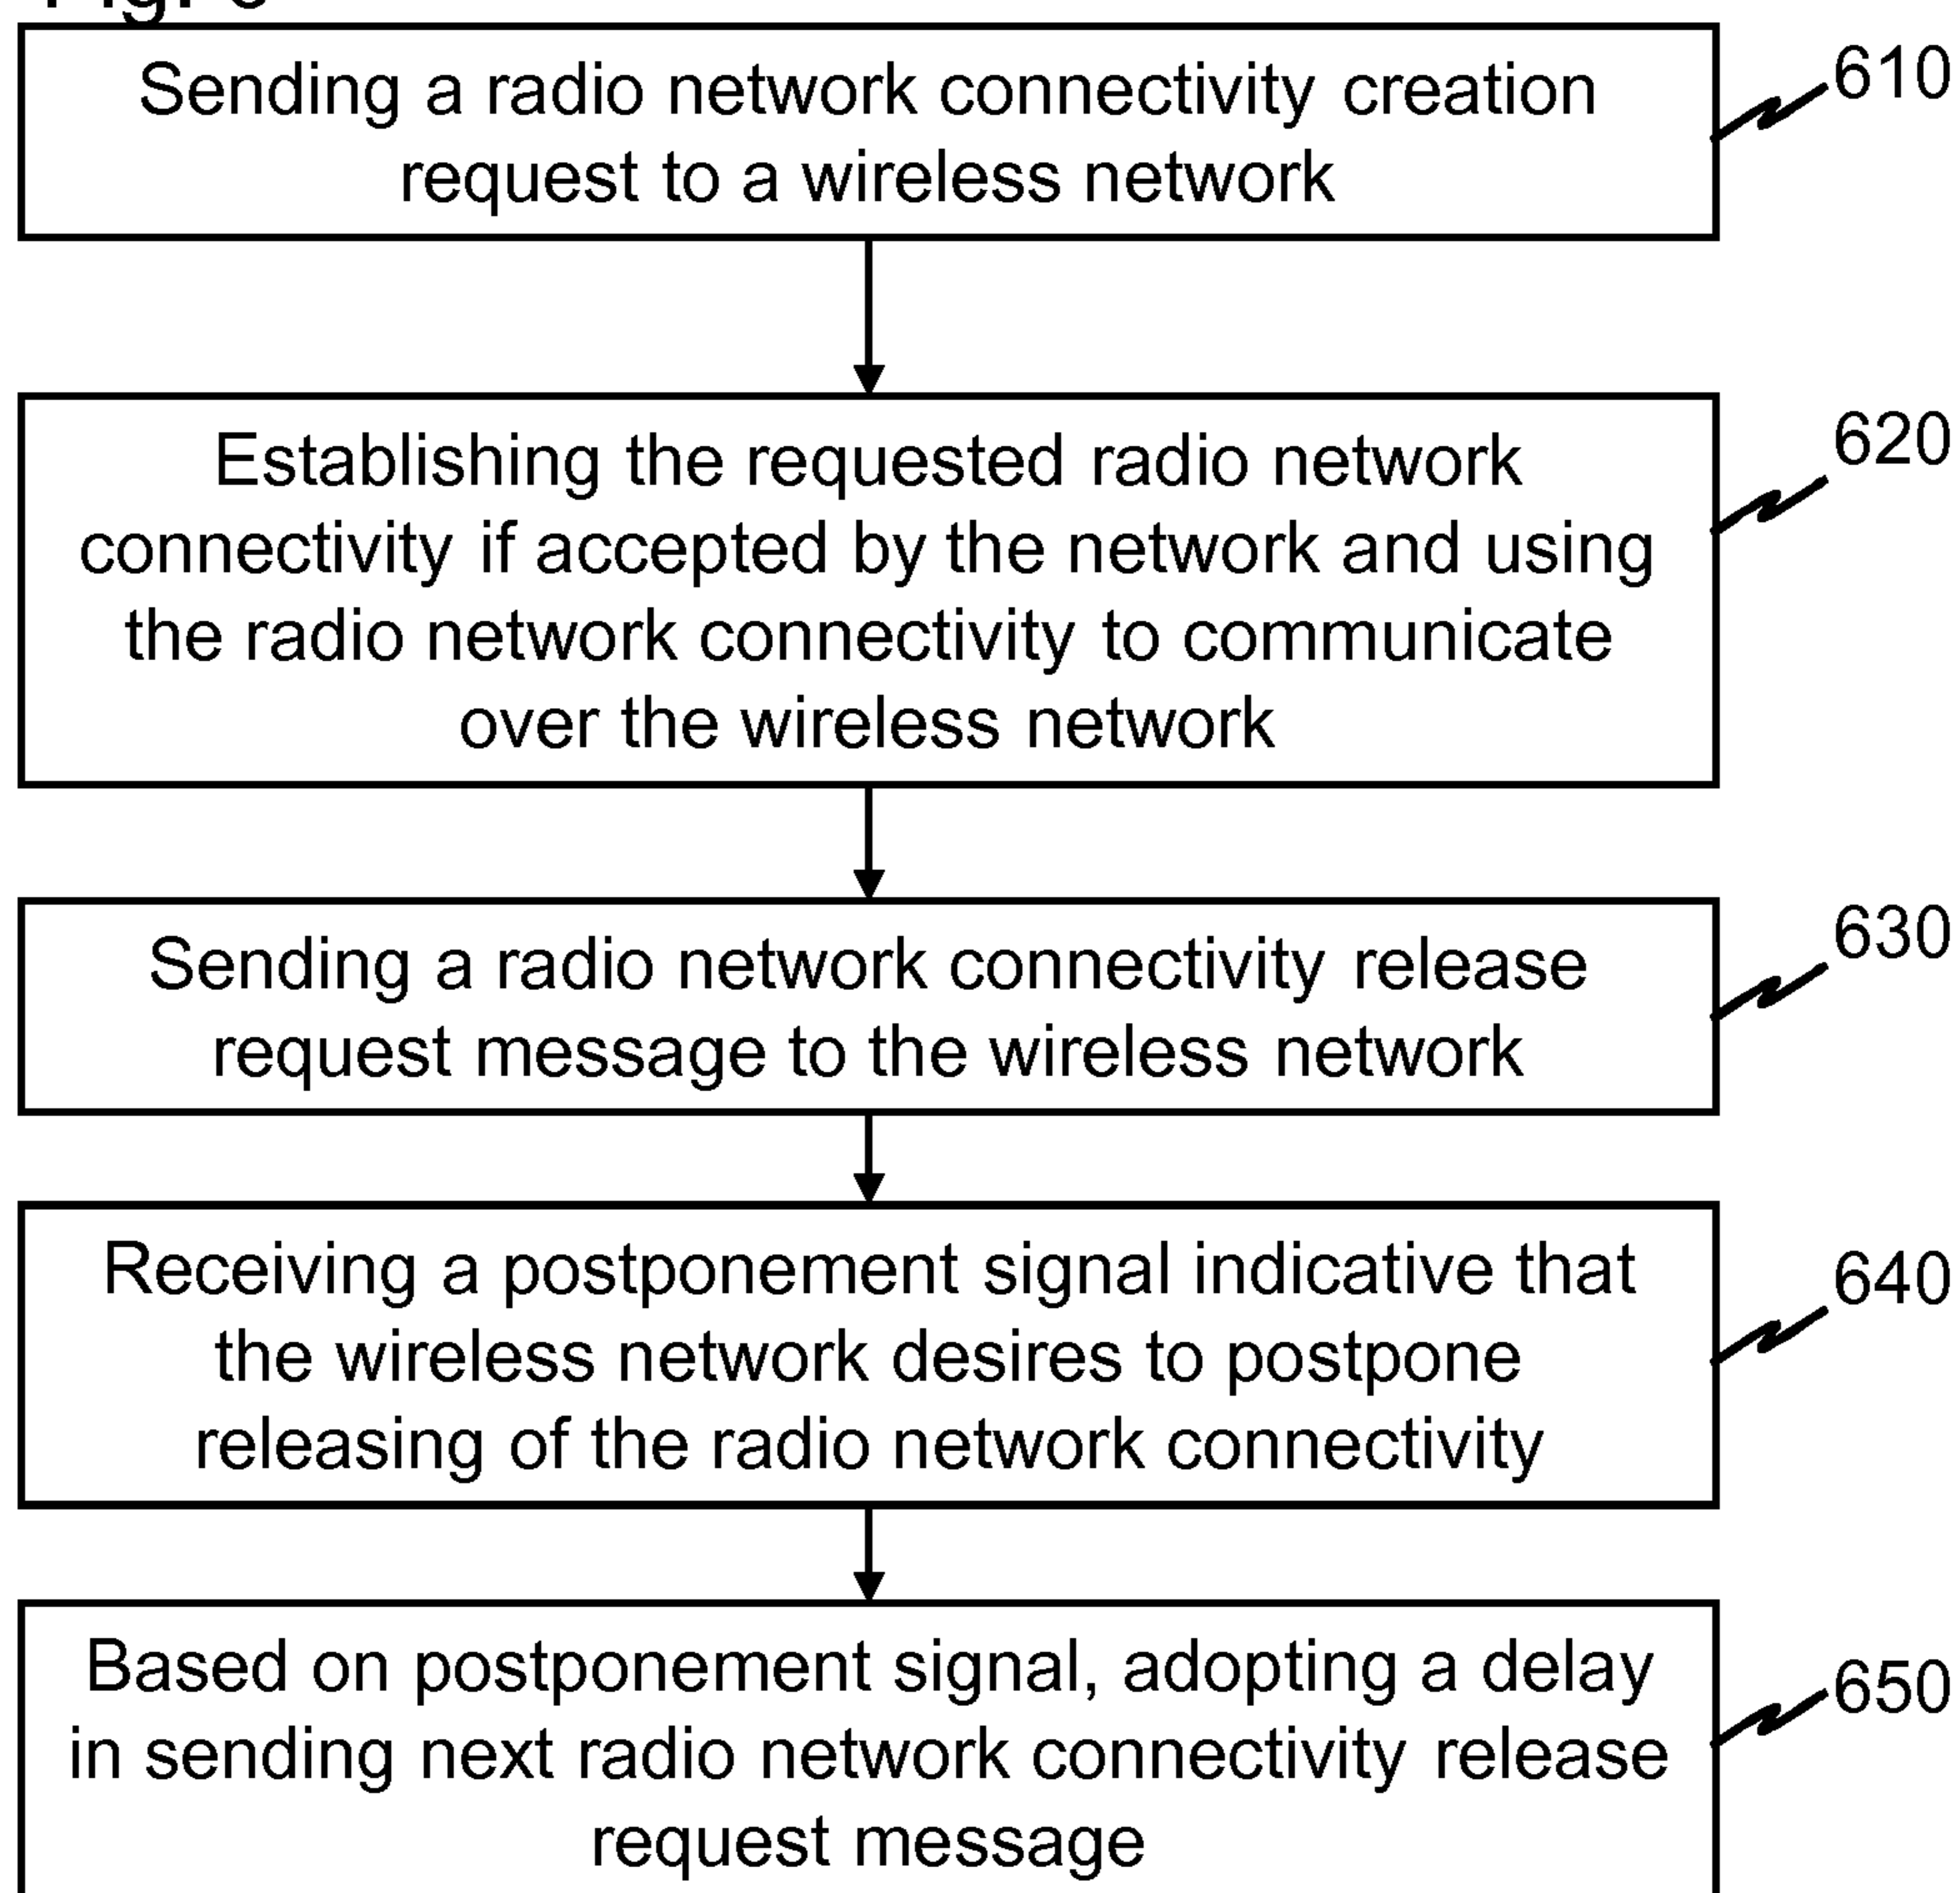 Sending a radio network connectivity creation
request to a wireless network
610
Establishing the requested radio network
connectivity if accepted by the network and using
the radio network connectivity to communicate
over the wireless network
620
Sending a radio network connectivity release
request message to the wireless network
630
Receiving a postponement signal indicative that
the wireless network desires to postpone
releasing of the radio network connectivity
640
Based on postponement signal, adopting a delay
in sending next radio network connectivity release
request message
650